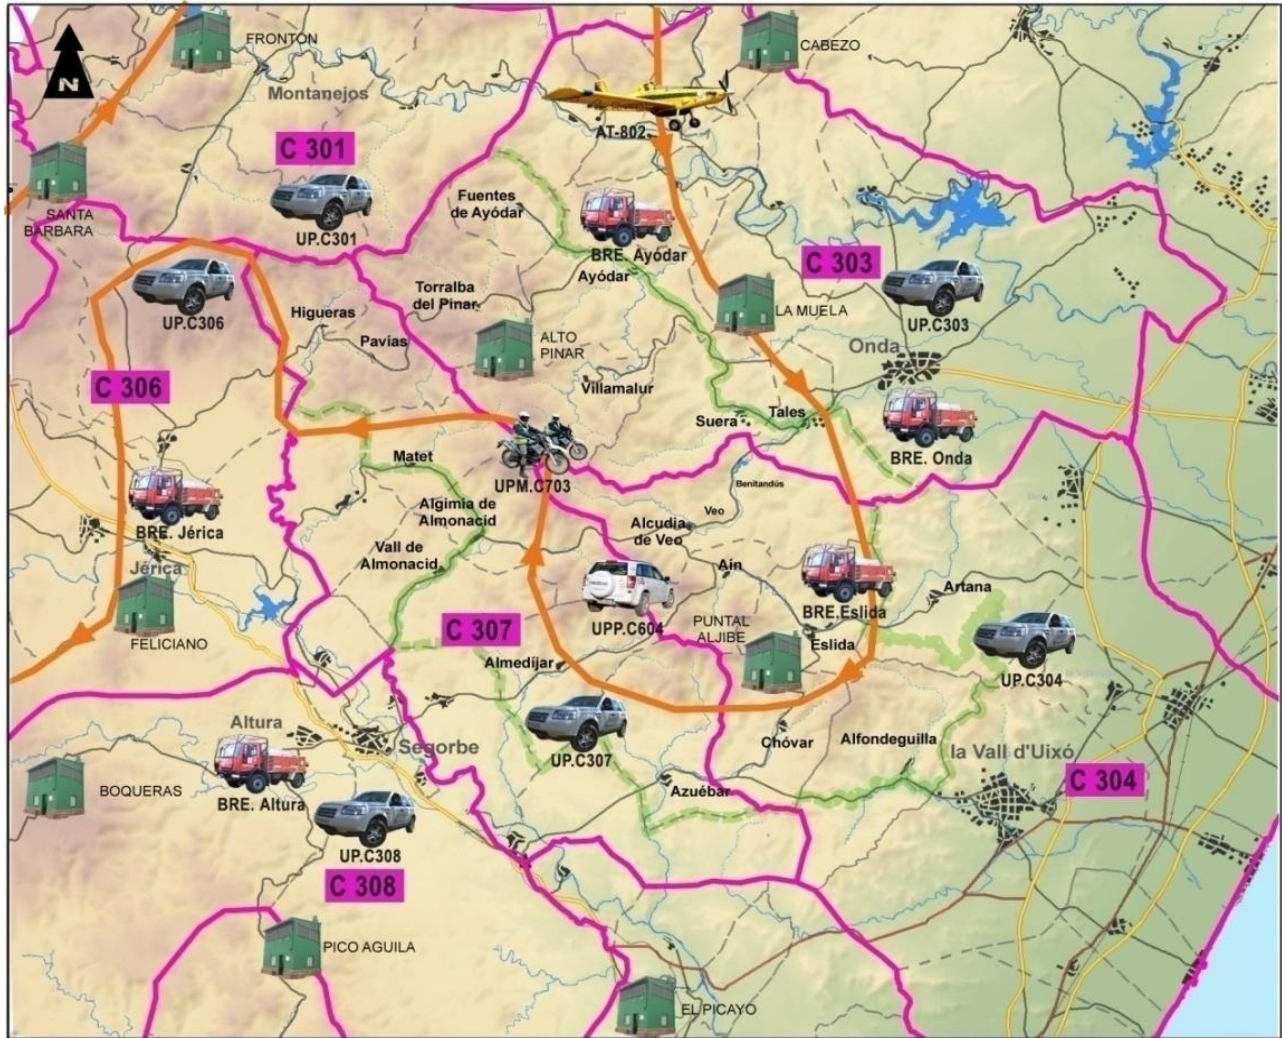 FRONTON
CABEZO
N
Montanejos
AT-802
C 301
SANTA
BARBARA
UP.C301
Fuentes
de Ayódar
BRE. Ayódar
Ayódar
C 303
UP.C303
UP.C306
Torralba
del Pinar
Higueras
Pavías
ALTO
PINAR
LA MUELA
Onda
C 306
Villamalur
Suera
Tales
BRE. Onda
Matet
UPM.C703
Benitandús
Veo
Algimia de
Almonacid
Alcudia
de Veo
BRE. Jérica
Jérica
Vall de
Almonacid
Aín
BRE.Eslida
Artana
FELICIANO
C 307
UPP.C604
PUNTAL
ALJIBE
Eslida
Almedíjar
UP.C304
Altura
Segorbe
UP.C307
Chóvar
Alfondeguilla
la Vall d'Uixó
C 304
BOQUERAS
BRE. Altura
Azuébar
UP.C308
C 308
PICO AGUILA
EL PICAYO